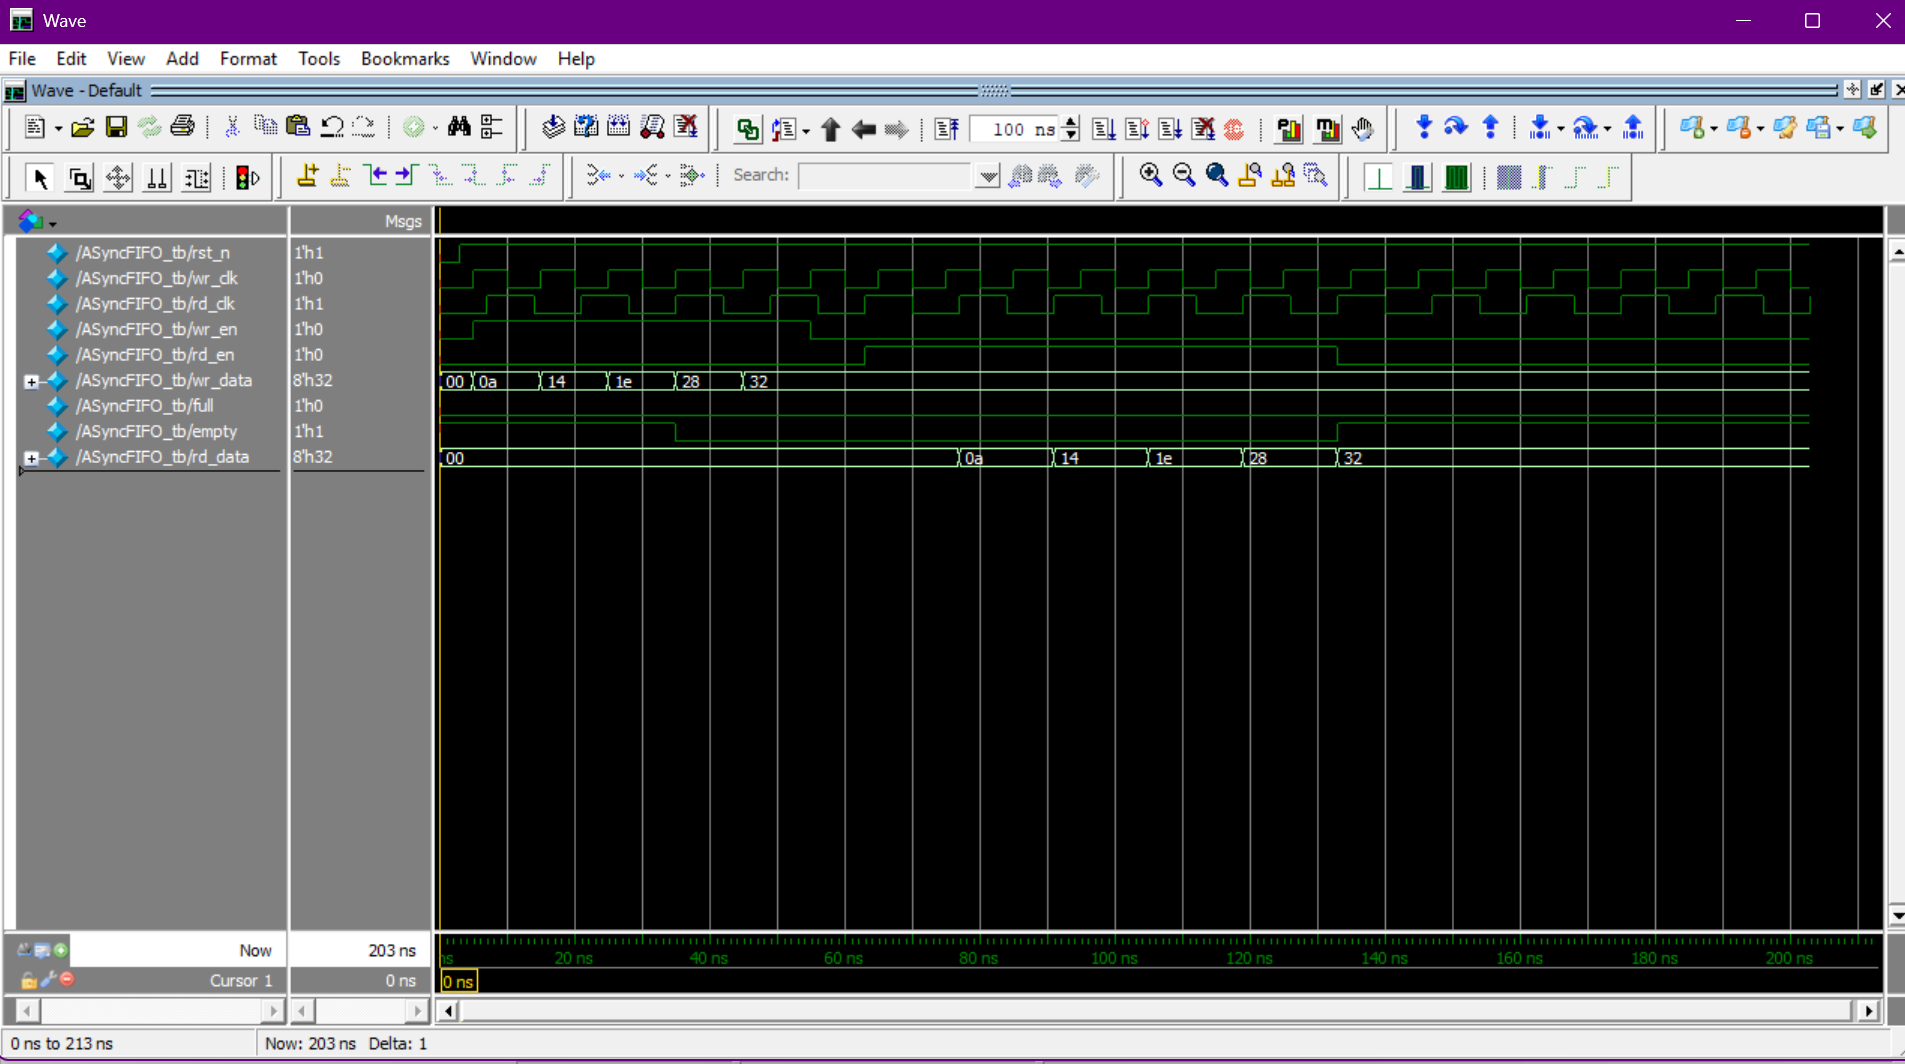 Wave
File Edit View Add Format Tools Bookmarks Window Help
Wave - Default
100 ns
Search:
Msgs
/ASyncFIFO_tb/rst_n 1'h1
/ASyncFIFO_tb/wr_clk 1'h0
/ASyncFIFO_tb/rd_clk 1'h1
/ASyncFIFO_tb/wr_en 1'h0
/ASyncFIFO_tb/rd_en 1'h0
/ASyncFIFO_tb/wr_data 8'h32 00 0a 14 1e 28 32
/ASyncFIFO_tb/full 1'h0
/ASyncFIFO_tb/empty 1'h1
/ASyncFIFO_tb/rd_data 8'h32 00 0a 14 1e 28 32
Now 203 ns ns 20 ns 40 ns 60 ns 80 ns 100 ns 120 ns 140 ns 160 ns 180 ns 200 ns
Cursor 1 0 ns 0 ns
0 ns to 213 ns Now: 203 ns Delta: 1